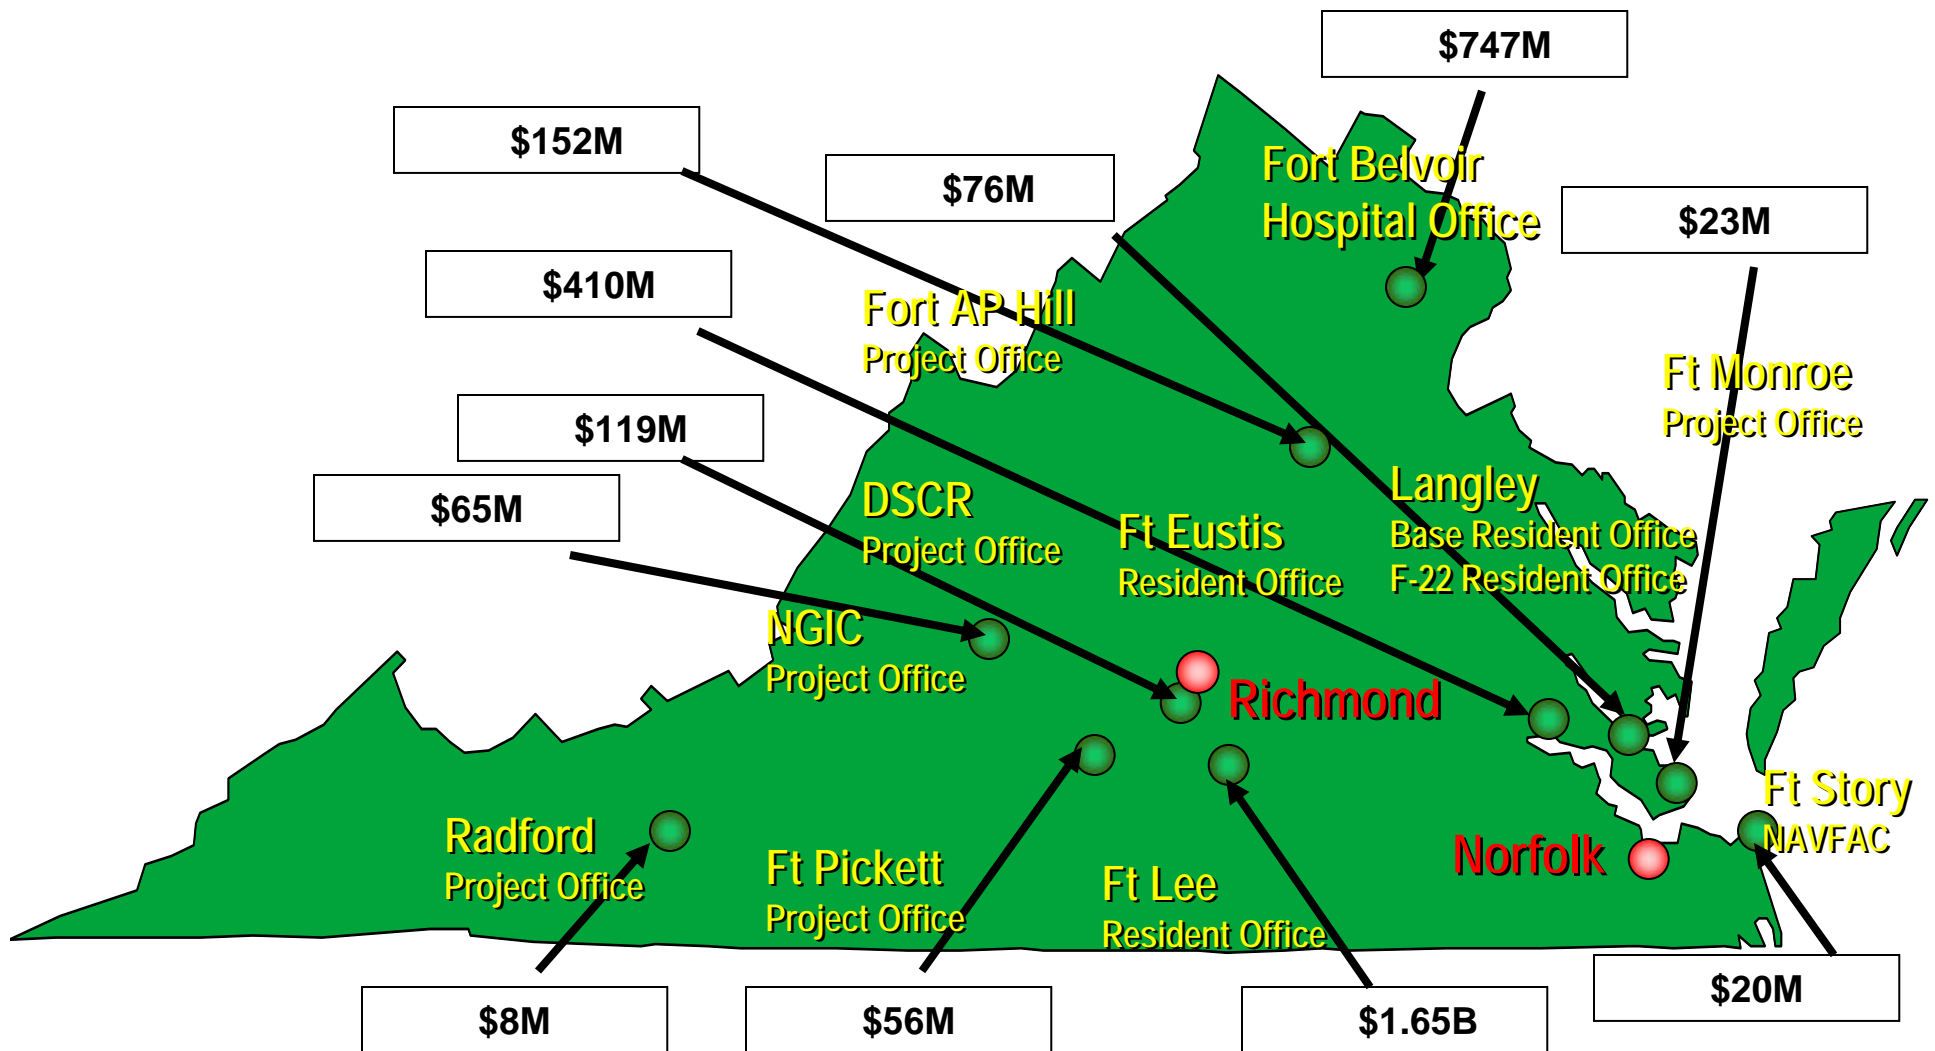 $747M
$152M
$76M
Fort Belvoir
Hospital Office
$23M
$410M
Fort AP Hill
Project Office
Ft Monroe
Project Office
$119M
$65M
DSCR
Project Office
Ft Eustis
Resident Office
Langley
Base Resident Office
F-22 Resident Office
NGIC
Project Office
Richmond
Ft Story
NAVFAC
Radford
Project Office
Ft Pickett
Project Office
Ft Lee
Resident Office
Norfolk
$20M
$8M
$56M
$1.65B